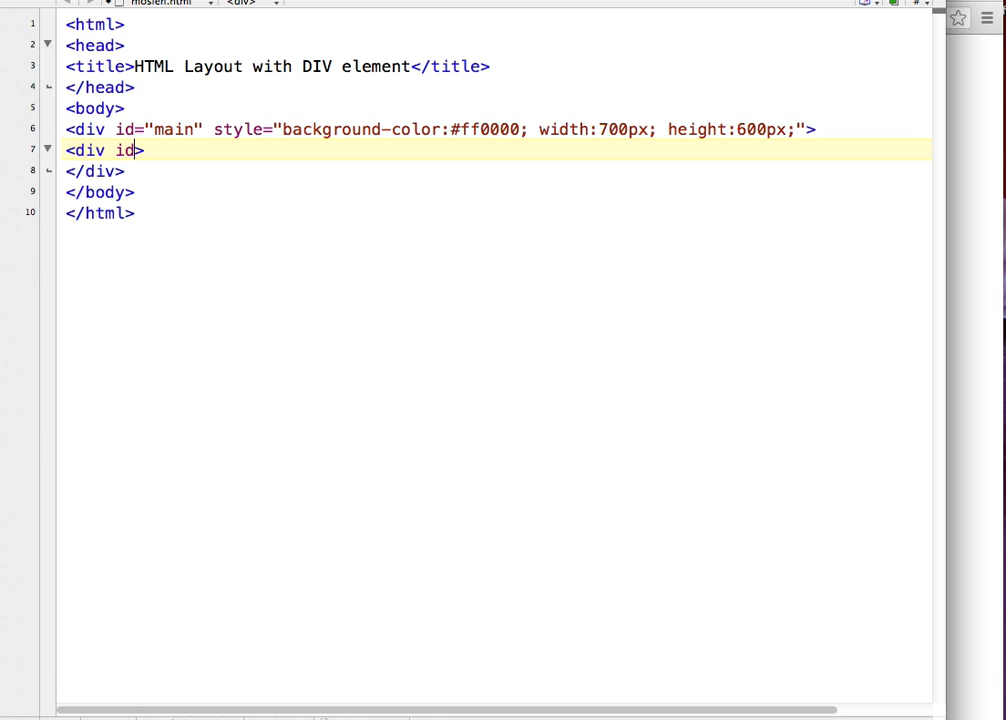 <div>
#
1 <html>
2 <head>
3 <title>HTML Layout with DIV element</title>
4 </head>
5 <body>
6 <div id="main" style="background-color:#ff0000; width:700px; height:600px;">
7 <div id>
8 </div>
9 </body>
10 </html>